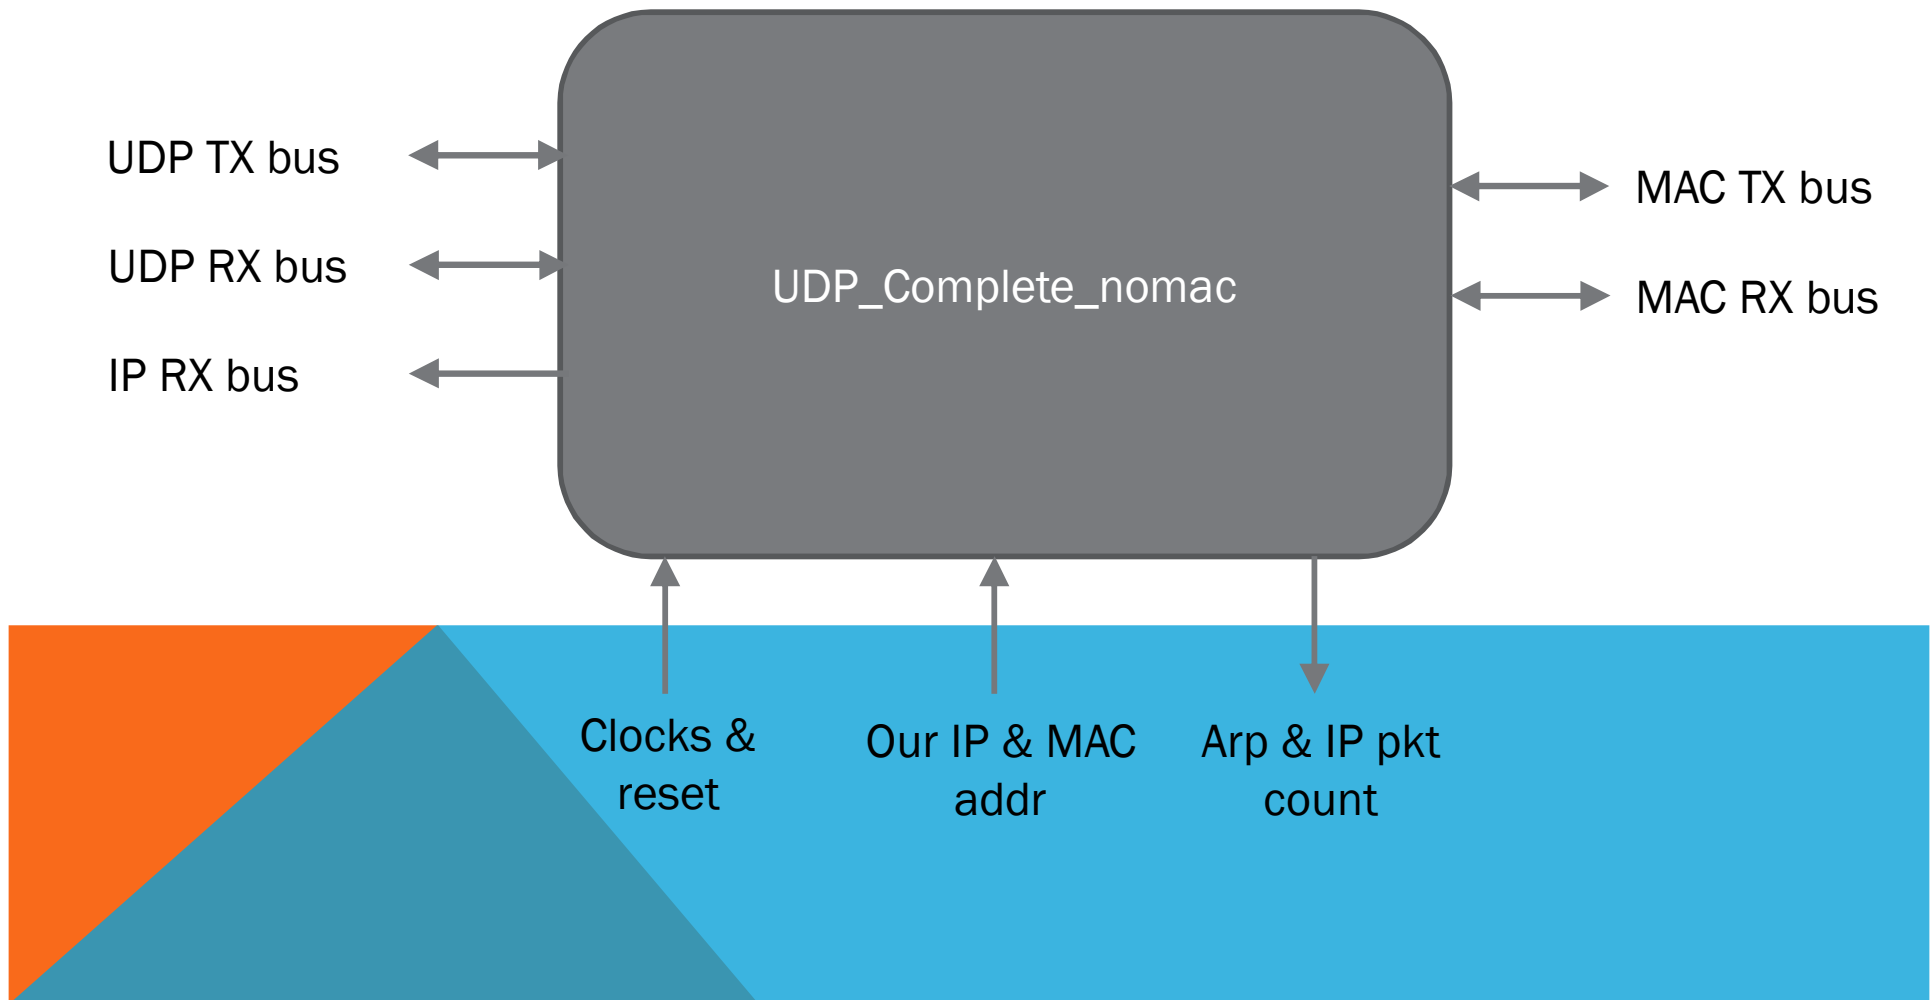 UDP TX bus
UDP RX bus
IP RX bus
UDP_Complete_nomac
MAC TX bus
MAC RX bus
Clocks &
reset
Our IP & MAC
addr
Arp & IP pkt
count